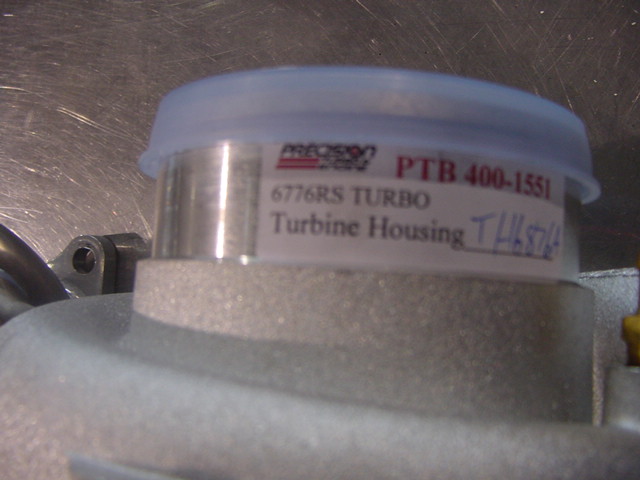 PRECISION PTB 400-1551
6776RS TURBO
Turbine Housing